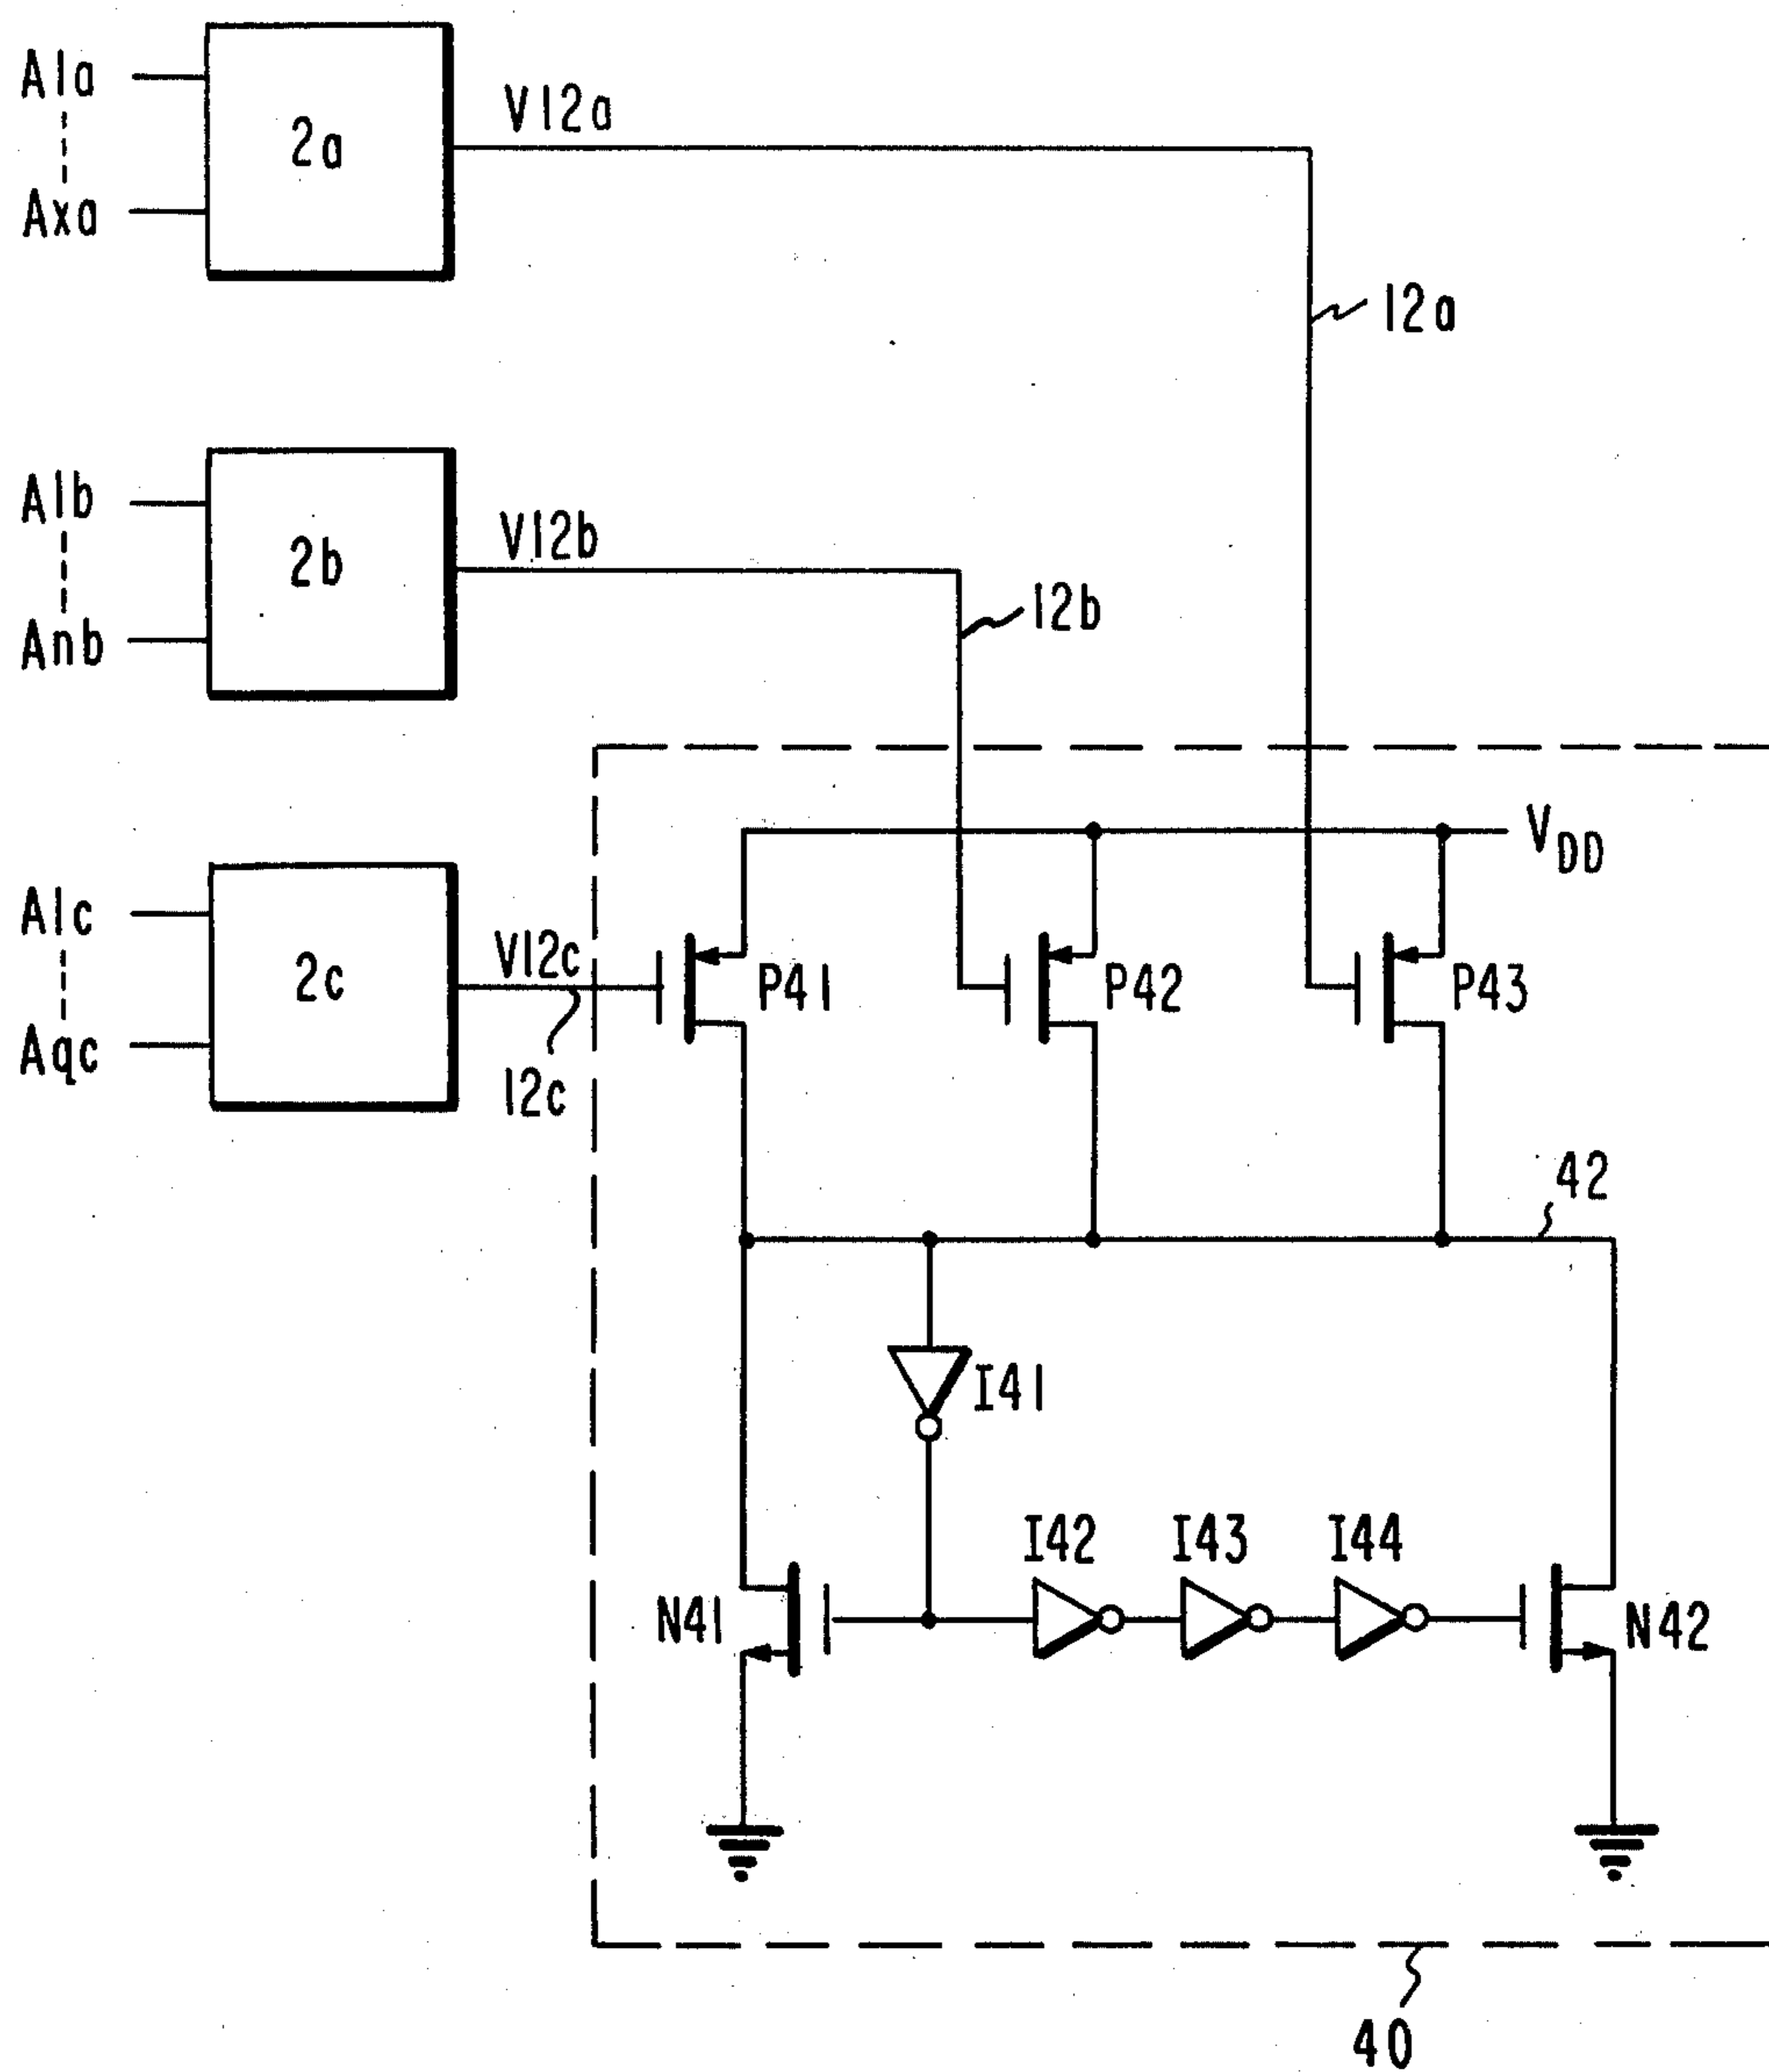 A1a
Axa
2a
V12a
12a
A1b
Anb
2b
V12b
12b
A1c
Aqc
2c
V12c
12c
VDD
P41
P42
P43
42
I41
I42
I43
I44
N41
N42
40